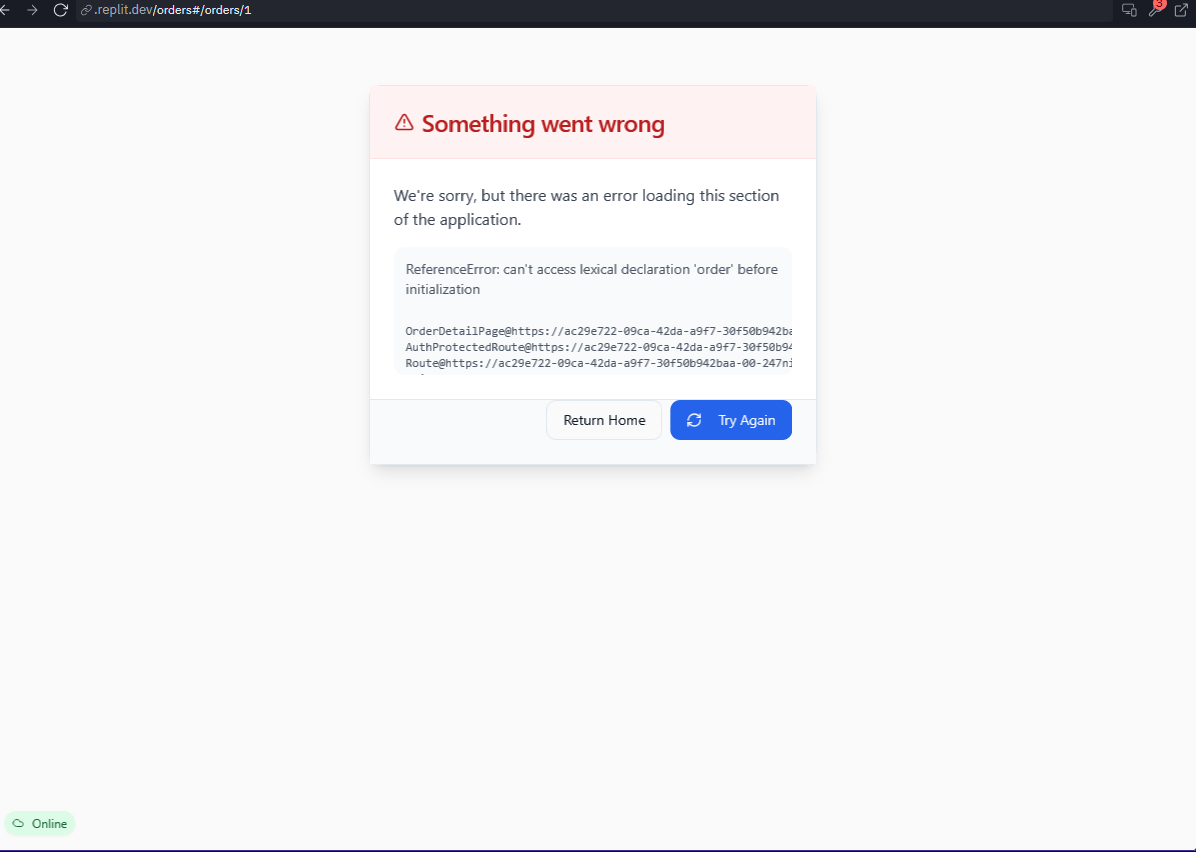 .replit.dev/orders#/orders/1
3
Something went wrong
We're sorry, but there was an error loading this section
of the application.
ReferenceError: can't access lexical declaration 'order' before
initialization
OrderDetailPage@https://ac29e722-09ca-42da-a9f7-30f50b942ba
AuthProtectedRoute@https://ac29e722-09ca-42da-a9f7-30f50b94
Route@https://ac29e722-09ca-42da-a9f7-30f50b942baa-00-247ni
Return Home
Try Again
Online